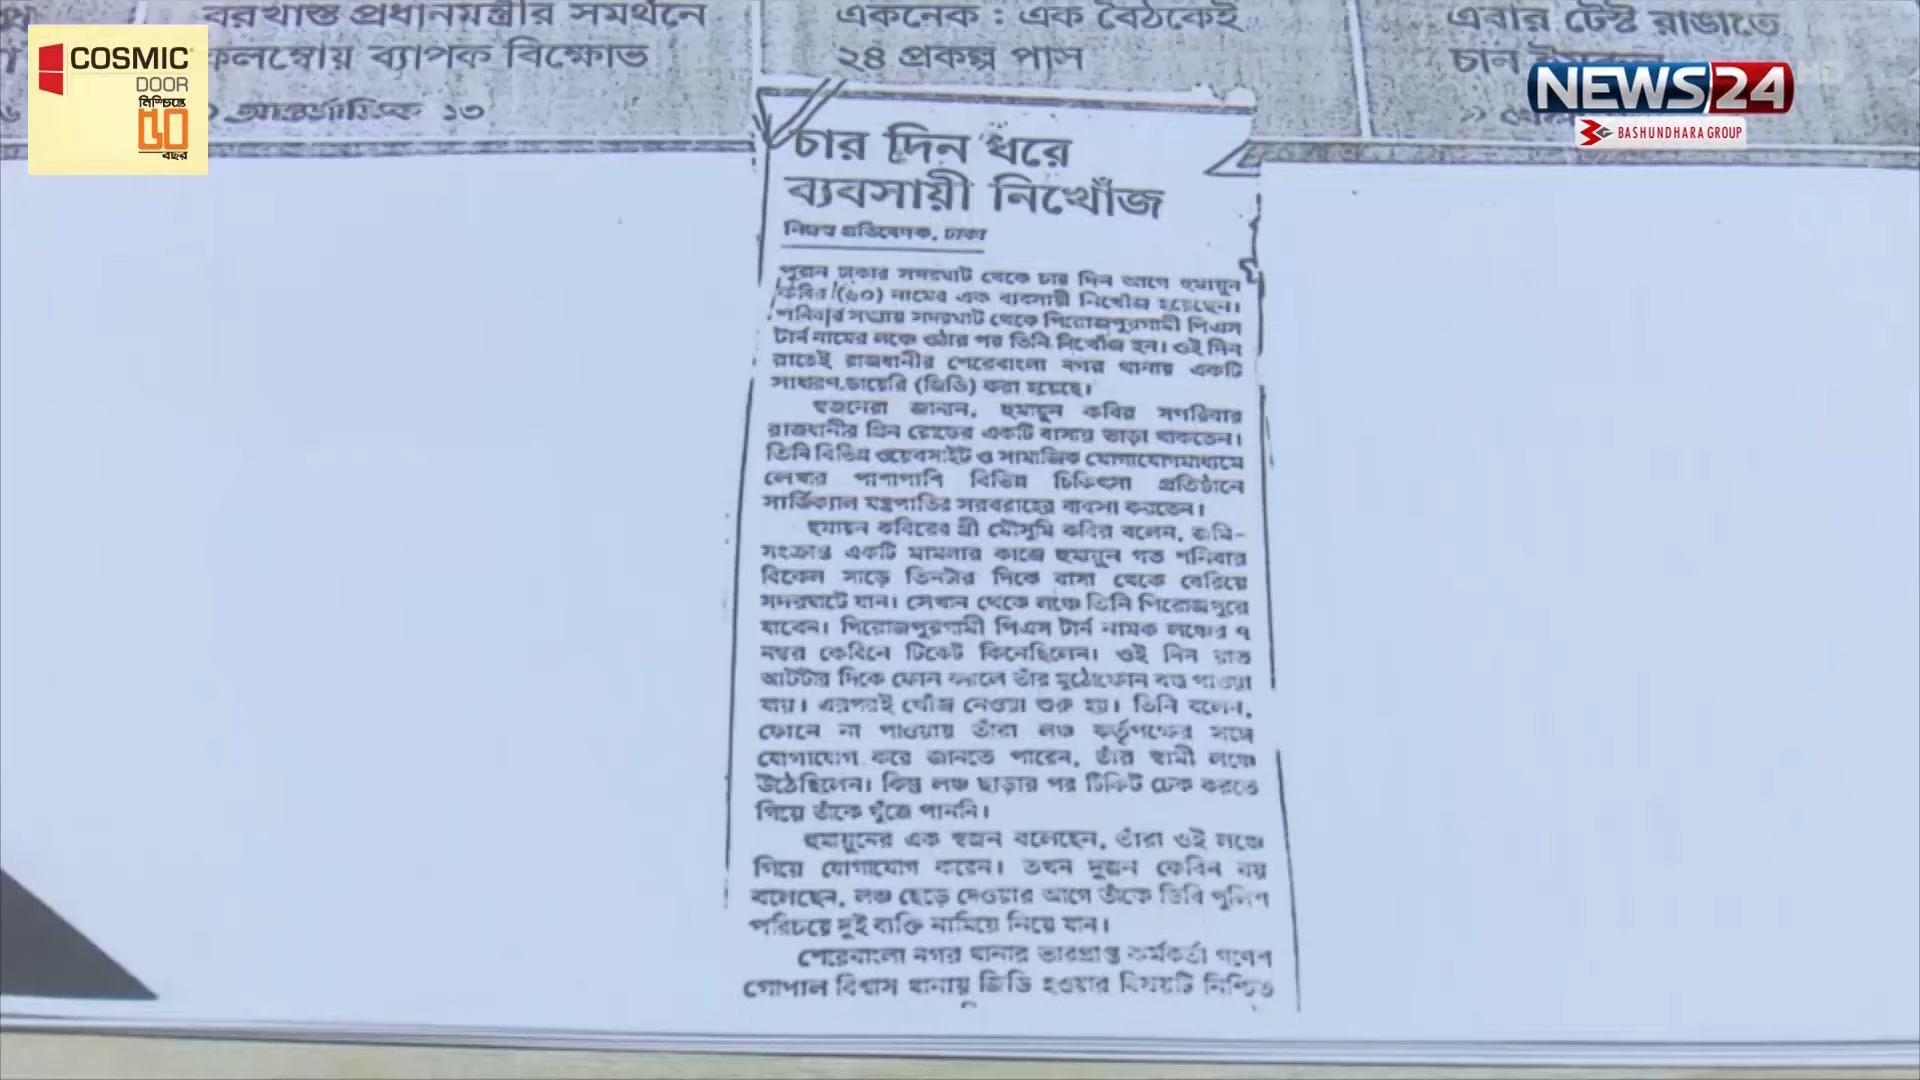 বরখাস্ত প্রধানমন্ত্রীর সমর্থনে
কলম্বোয় ব্যাপক বিক্ষোভ
আন্তর্জাতিক ১৩
একনেক : এক বৈঠকেই
২৪ প্রকল্প পাস
এবার টেস্ট রাঙাতে
চান
COSMIC
DOOR
নিশ্চিন্তে
বছর
NEWS24 HD
BASHUNDHARA GROUP
চার দিন ধরে
ব্যবসায়ী নিখোঁজ
নিজস্ব প্রতিবেদক, ঢাকা
পুরান ঢাকার সদরঘাট থেকে চার দিন আগে হুমায়ুন
কবির (৬০) নামের এক ব্যবসায়ী নিখোঁজ হয়েছেন।
শনিবার সন্ধ্যায় সদরঘাট থেকে পিরোজপুরগামী পিএস
টার্ন নামের লঞ্চে ওঠার পর তিনি নিখোঁজ হন। ওই দিন
রাতেই রাজধানীর শেরেবাংলা নগর থানায় একটি
সাধারণ ডায়েরি (জিডি) করা হয়েছে।
স্বজনেরা জানান, হুমায়ুন কবির সপরিবার
রাজধানীর গ্রিন রোডের একটি বাসায় ভাড়া থাকতেন।
তিনি বিভিন্ন ওয়েবসাইট ও সামাজিক যোগাযোগমাধ্যমে
লেখার পাশাপাশি বিভিন্ন চিকিৎসা প্রতিষ্ঠানে
সার্জিক্যাল যন্ত্রপাতির সরবরাহের ব্যবসা করতেন।
হুমায়ুন কবিরের স্ত্রী মৌসুমি কবির বলেন, জমি-
সংক্রান্ত একটি মামলার কাজে হুমায়ুন গত শনিবার
বিকেল সাড়ে তিনটার দিকে বাসা থেকে বেরিয়ে
সদরঘাটে যান। সেখান থেকে লঞ্চে তিনি পিরোজপুরে
যাবেন। পিরোজপুরগামী পিএস টার্ন নামক লঞ্চের ৭
নম্বর কেবিনে টিকেট কিনেছিলেন। ওই দিন রাত
আটটার দিকে ফোন করলে তাঁর মুঠোফোন বন্ধ পাওয়া
যায়। এরপরই খোঁজ নেওয়া শুরু হয়। তিনি বলেন,
ফোনে না পাওয়ায় তাঁরা লঞ্চ কর্তৃপক্ষের সঙ্গে
যোগাযোগ করে জানতে পারেন, তাঁর স্বামী লঞ্চে
উঠেছিলেন। কিন্তু লঞ্চ ছাড়ার পর টিকিট চেক করতে
গিয়ে তাঁকে খুঁজে পাননি।
হুমায়ুনের এক স্বজন বলেছেন, তাঁরা ওই লঞ্চে
গিয়ে যোগাযোগ করেন। তখন দুজন কেবিন বয়
বলেছেন, লঞ্চ ছেড়ে দেওয়ার আগে তাঁকে ডিবি পুলিশ
পরিচয়ে দুই ব্যক্তি নামিয়ে নিয়ে যান।
শেরেবাংলা নগর থানার ভারপ্রাপ্ত কর্মকর্তা গণেশ
গোপাল বিশ্বাস থানায় জিডি হওয়ার বিষয়টি নিশ্চিত